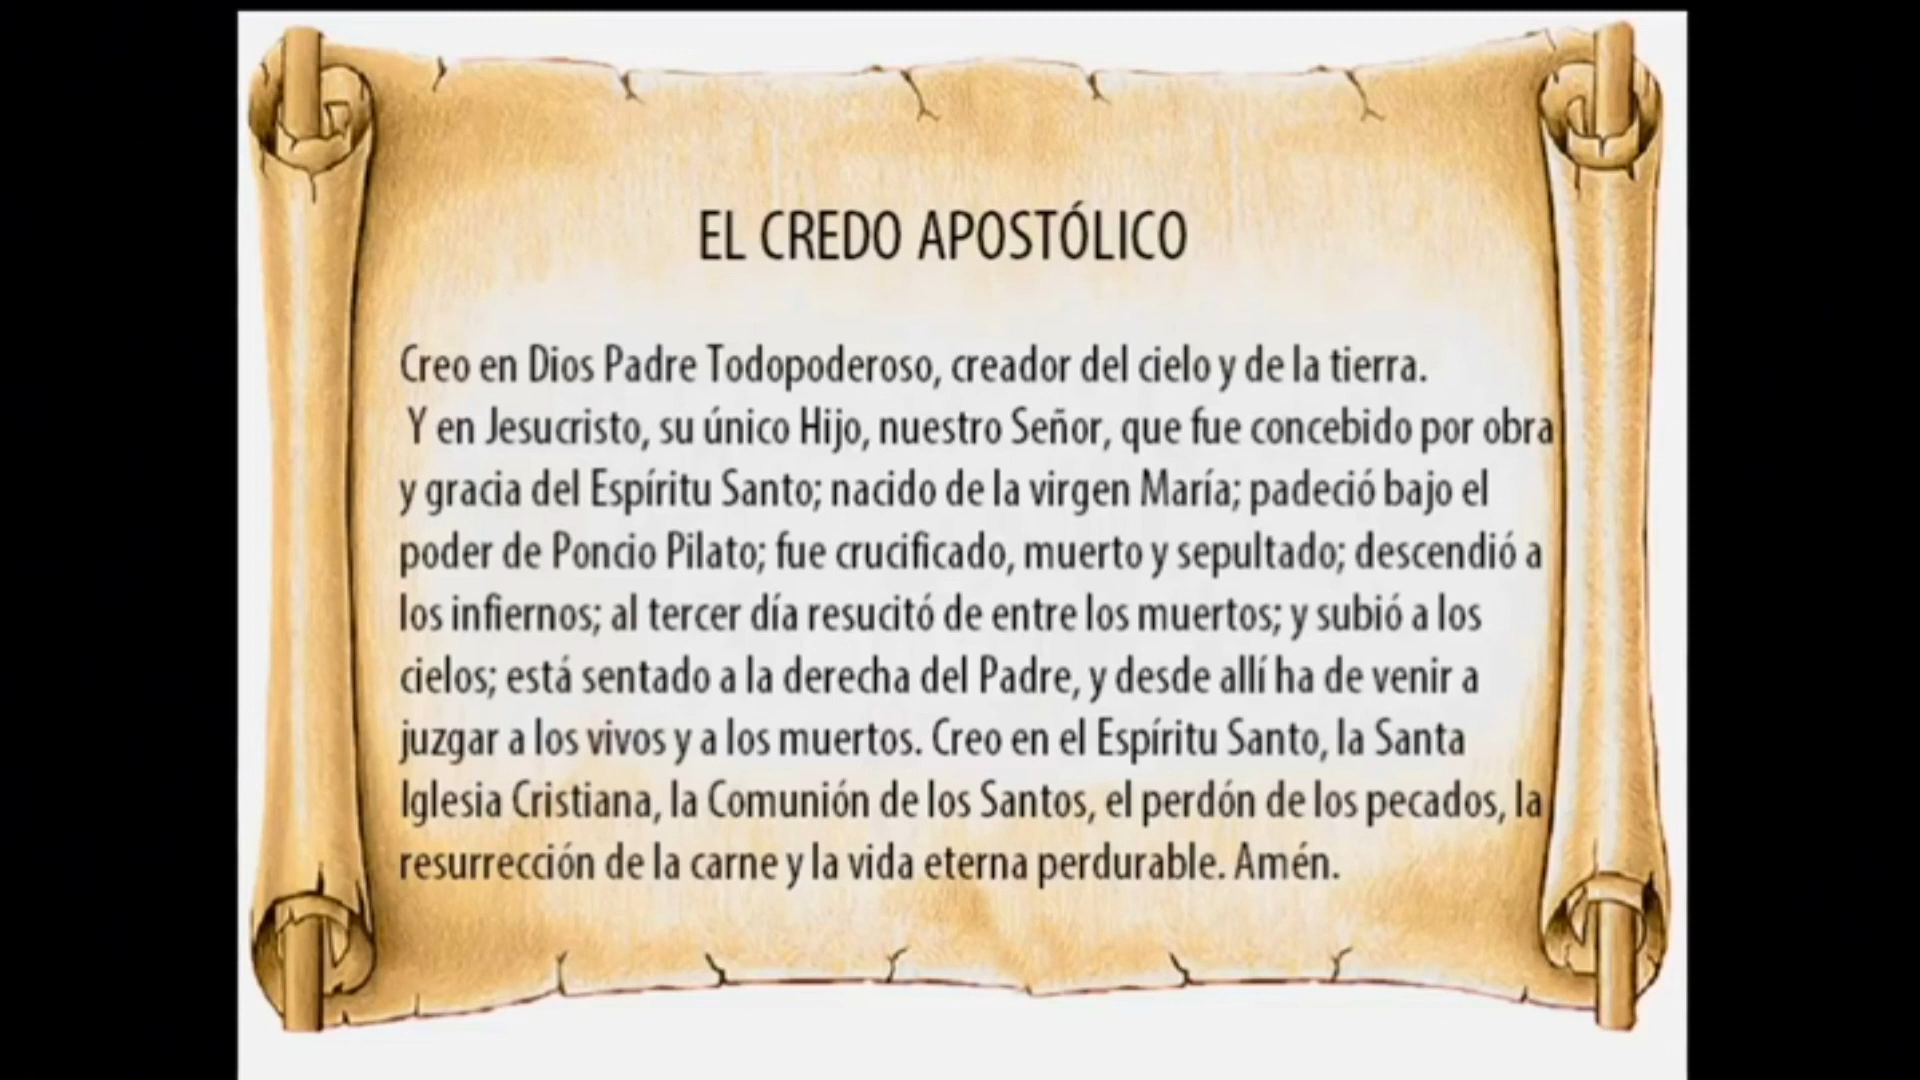 EL CREDO APOSTÓLICO
Creo en Dios Padre Todopoderoso, creador del cielo y de la tierra.
Y en Jesucristo, su único Hijo, nuestro Señor, que fue concebido por obra
y gracia del Espíritu Santo; nacido de la virgen María; padeció bajo el
poder de Poncio Pilato; fue crucificado, muerto y sepultado; descendió a
los infiernos; al tercer día resucitó de entre los muertos; y subió a los
cielos; está sentado a la derecha del Padre, y desde allí ha de venir a
juzgar a los vivos y a los muertos. Creo en el Espíritu Santo, la Santa
Iglesia Cristiana, la Comunión de los Santos, el perdón de los pecados, la
resurrección de la carne y la vida eterna perdurable. Amén.